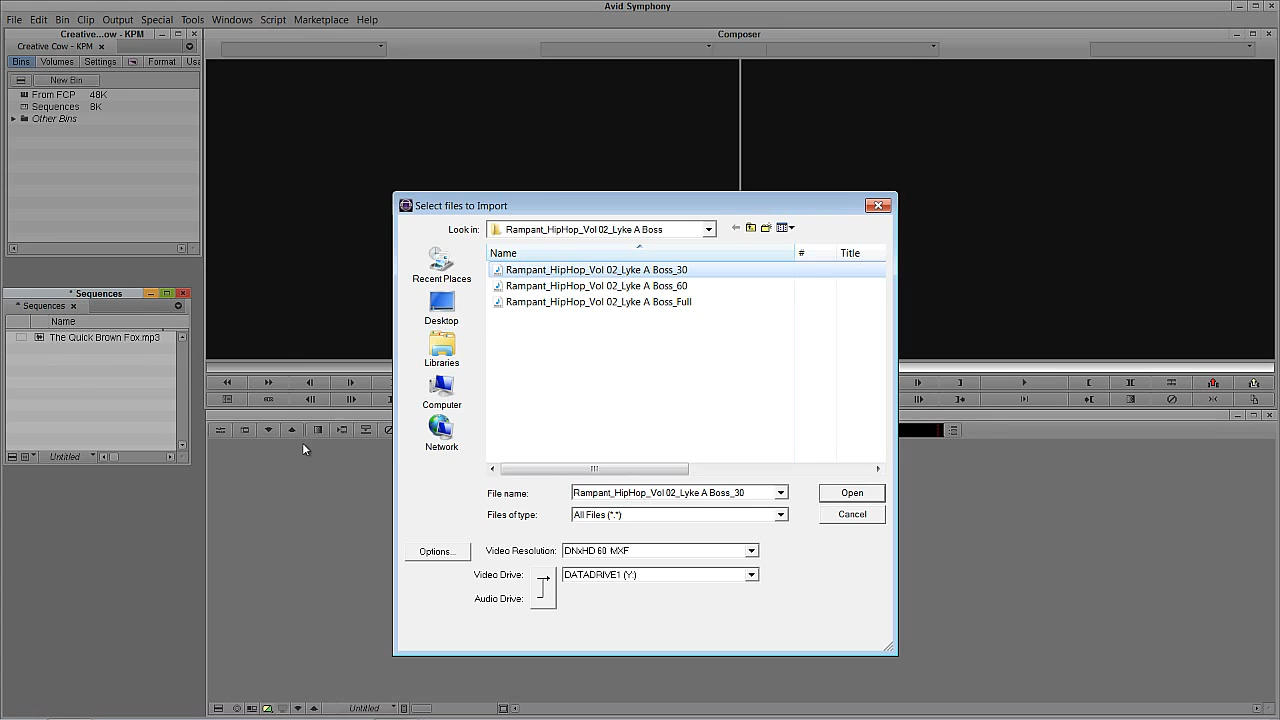 Avid Symphony
File Edit Bin Clip Output Special Tools Windows Script Marketplace Help
Creative...ow - KPM
Composer
Creative Cow - KPM
Bins Volumes Settings Format Usa
New Bin
From FCP 48K
Sequences 8K
Other Bins
Select files to Import
Look in: Rampant_HipHop_Vol 02_Lyke A Boss
Name # Title
Recent Places
Rampant_HipHop_Vol 02_Lyke A Boss_30
Rampant_HipHop_Vol 02_Lyke A Boss_60
Rampant_HipHop_Vol 02_Lyke A Boss_Full
Desktop
Libraries
Computer
Network
* Sequences
* Sequences
Name
The Quick Brown Fox.mp3
Untitled
File name: Rampant_HipHop_Vol 02_Lyke A Boss_30 Open
Files of type: All Files (*.*) Cancel
Options... Video Resolution: DNxHD 60 MXF
Video Drive: DATADRIVE1 (Y:)
Audio Drive:
Untitled